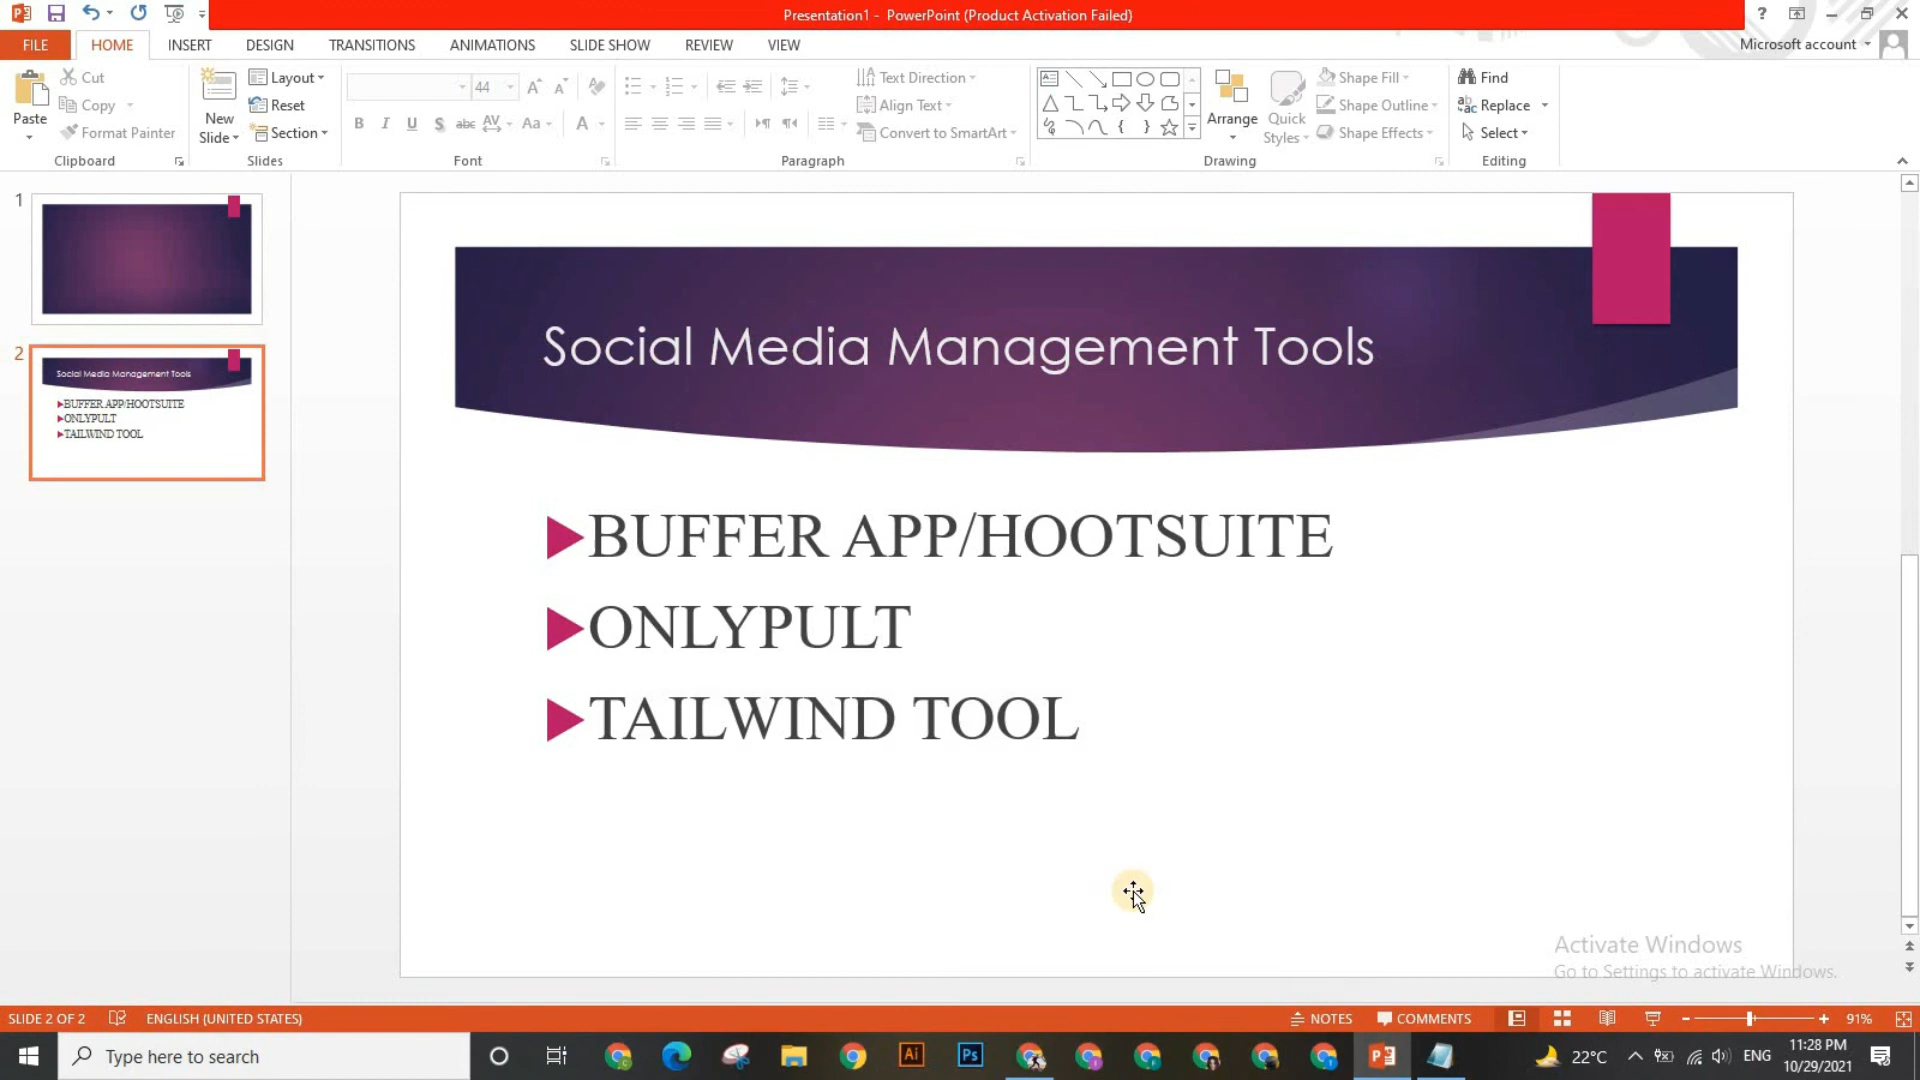 Presentation1 - PowerPoint (Product Activation Failed)
?
FILE HOME INSERT DESIGN TRANSITIONS ANIMATIONS SLIDE SHOW REVIEW VIEW
Microsoft account
Paste
Cut
Copy
Format Painter
Clipboard
New Slide
Layout
Reset
Section
Slides
44
B I U S abc AV Aa A
Font
Text Direction
Align Text
Convert to SmartArt
Paragraph
Arrange
Quick Styles
Shape Fill
Shape Outline
Shape Effects
Drawing
Find
Replace
Select
Editing
1
2
Social Media Management Tools
BUFFER APP/HOOTSUITE
ONLYPULT
TAILWIND TOOL
Social Media Management Tools
BUFFER APP/HOOTSUITE
ONLYPULT
TAILWIND TOOL
Activate Windows
Go to Settings to activate Windows.
SLIDE 2 OF 2 ENGLISH (UNITED STATES) NOTES COMMENTS 91%
Type here to search
Ai
Ps
22°C
ENG
11:28 PM
10/29/2021